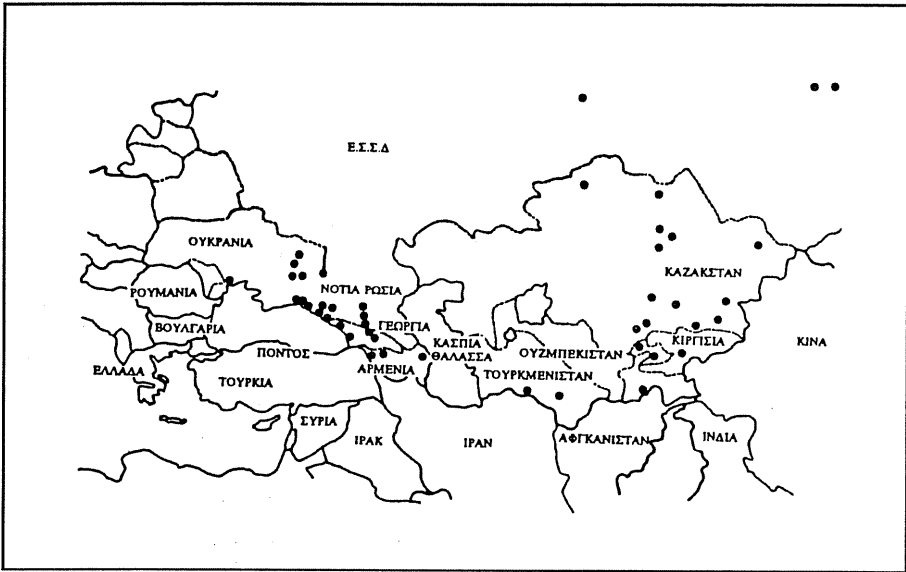 Ε.Σ.Σ.Δ
ΟΥΚΡΑΝΙΑ
ΚΑΖΑΚΣΤΑΝ
ΝΟΤΙΑ ΡΩΣΙΑ
ΡΟΥΜΑΝΙΑ
ΓΕΩΡΓΙΑ
ΒΟΥΛΓΑΡΙΑ
ΚΑΣΠΙΑ
ΘΑΛΑΣΣΑ
ΚΙΡΓΙΣΙΑ
ΚΙΝΑ
ΟΥΖΜΠΕΚΙΣΤΑΝ
ΠΟΝΤΟΣ
ΕΛΛΑΔΑ
ΑΡΜΕΝΙΑ
ΤΟΥΡΚΜΕΝΙΣΤΑΝ
ΤΟΥΡΚΙΑ
ΣΥΡΙΑ
ΙΡΑΚ
ΙΡΑΝ
ΑΦΓΚΑΝΙΣΤΑΝ
ΙΝΔΙΑ